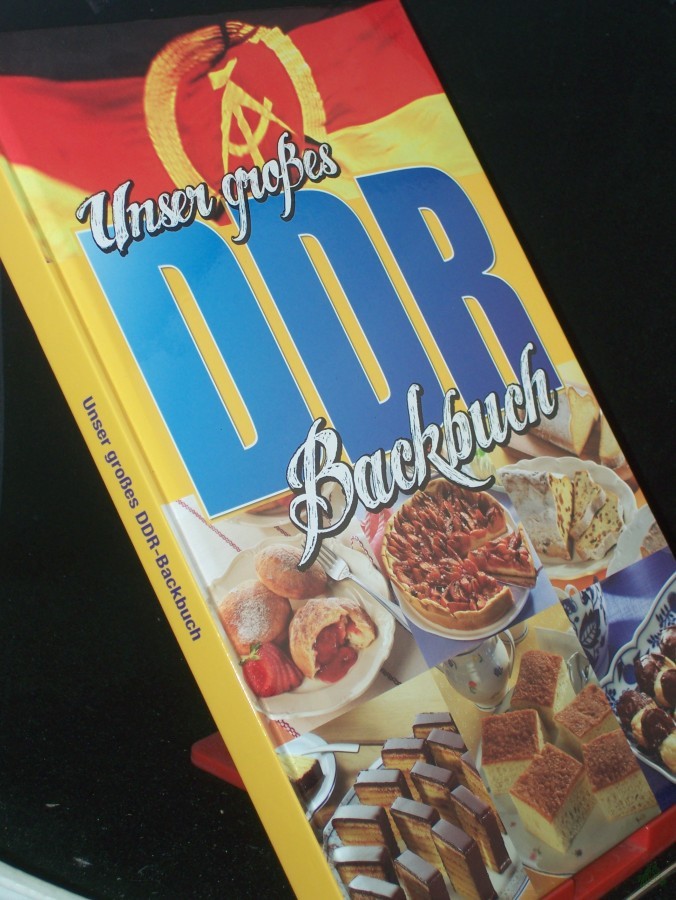 Unser großes
DDR
Backbuch
Unser großes DDR-Backbuch